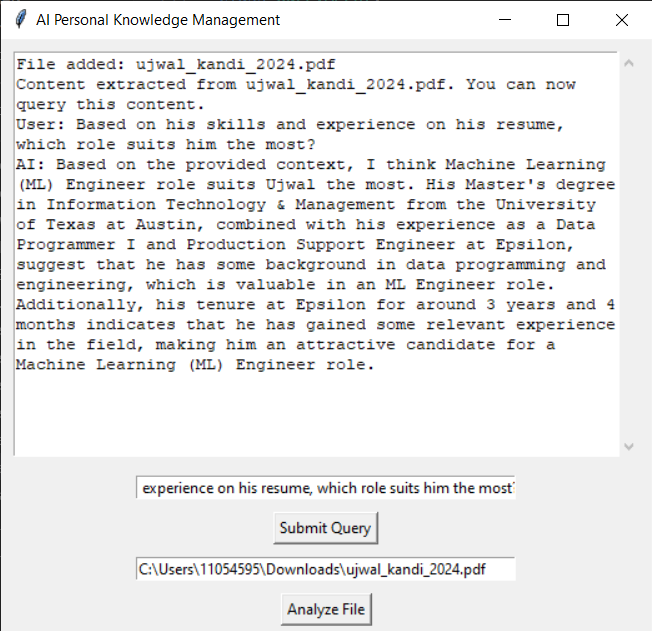 AI Personal Knowledge Management
File added: ujwal_kandi_2024.pdf
Content extracted from ujwal_kandi_2024.pdf. You can now
query this content.
User: Based on his skills and experience on his resume,
which role suits him the most?
AI: Based on the provided context, I think Machine Learning
(ML) Engineer role suits Ujwal the most. His Master's degree
in Information Technology & Management from the University
of Texas at Austin, combined with his experience as a Data
Programmer I and Production Support Engineer at Epsilon,
suggest that he has some background in data programming and
engineering, which is valuable in an ML Engineer role.
Additionally, his tenure at Epsilon for around 3 years and 4
months indicates that he has gained some relevant experience
in the field, making him an attractive candidate for a
Machine Learning (ML) Engineer role.
experience on his resume, which role suits him the most?
Submit Query
C:\Users\11054595\Downloads\ujwal_kandi_2024.pdf
Analyze File